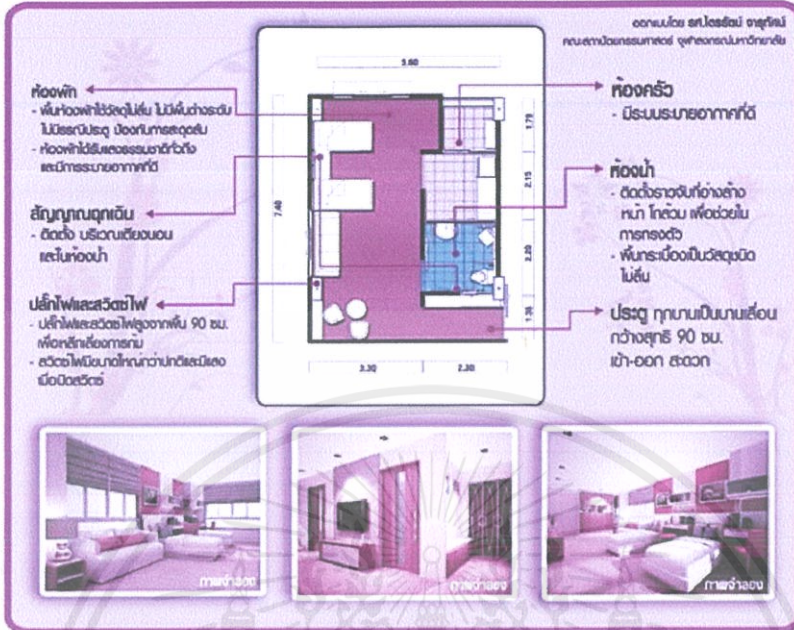 ออกแบบโดย รศ.ไตรรัตน์ จารุทัศน์
คณะสถาปัตยกรรมศาสตร์ จุฬาลงกรณ์มหาวิทยาลัย
ห้องพัก
- พื้นห้องพักใช้วัสดุไม่ลื่น ไม่มีพื้นต่างระดับ
ไม่มีธรณีประตู ป้องกันการสะดุดล้ม
- ห้องพักได้รับแสงธรรมชาติทั่วถึง
และมีการระบายอากาศที่ดี
สัญญาณฉุกเฉิน
- ติดตั้ง บริเวณเตียงนอน
และในห้องน้ำ
ปลั๊กไฟและสวิตช์ไฟ
- ปลั๊กไฟและสวิตช์ไฟสูงจากพื้น 90 ซม.
เพื่อหลีกเลี่ยงการก้ม
- สวิตช์ไฟมีขนาดใหญ่กว่าปกติและมีแสง
เมื่อปิดสวิตช์
3.60
7.40
1.70
2.15
2.20
1.35
3.30
2.30
ห้องครัว
- มีระบบระบายอากาศที่ดี
ห้องน้ำ
- ติดตั้งราวจับที่อ่างล้าง
หน้า โถส้วม เพื่อช่วยใน
การทรงตัว
- พื้นกระเบื้องเป็นวัสดุชนิด
ไม่ลื่น
ประตู ทุกบานเป็นบานเลื่อน
กว้างสุทธิ 90 ซม.
เข้า-ออก สะดวก
ภาพจำลอง
ภาพจำลอง
ภาพจำลอง